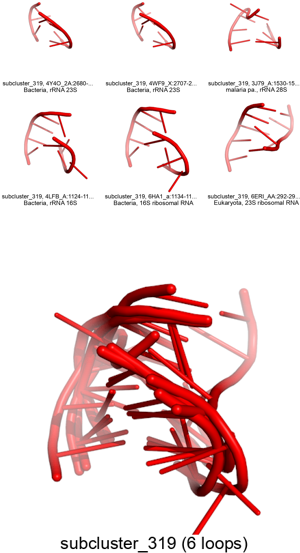 subcluster_319, 4Y4O_2A:2680-...
Bacteria, rRNA 23S
subcluster_319, 4WF9_X:2707-2...
Bacteria, rRNA 23S
subcluster_319, 3J79_A:1530-15...
malaria pa., rRNA 28S
subcluster_319, 4LFB_A:1124-11...
Bacteria, rRNA 16S
subcluster_319, 6HA1_a:1134-11...
Bacteria, 16S ribosomal RNA
subcluster_319, 6ERI_AA:292-29...
Eukaryota, 23S ribosomal RNA
subcluster_319 (6 loops)